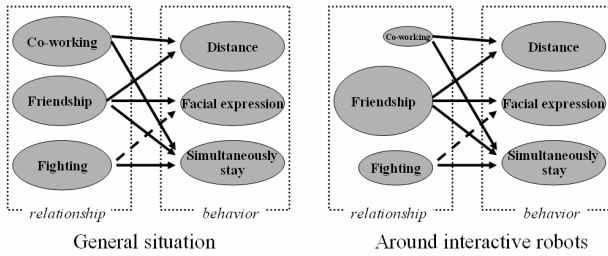 Co-working
Friendship
Fighting
relationship
Distance
Facial expression
Simultaneously
stay
behavior
General situation
Co-working
Friendship
Fighting
relationship
Distance
Facial expression
Simultaneously
stay
behavior
Around interactive robots